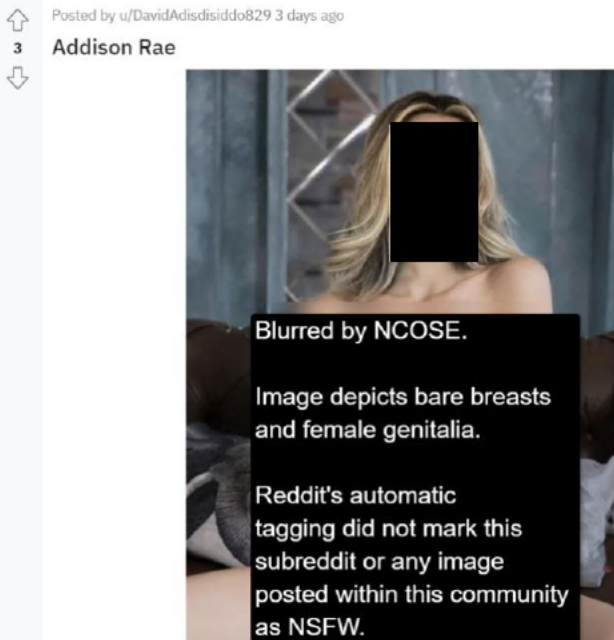 Posted by u/DavidAdisdisiddo829 3 days ago
3
Addison Rae
Blurred by NCOSE.
Image depicts bare breasts
and female genitalia.
Reddit's automatic
tagging did not mark this
subreddit or any image
posted within this community
as NSFW.